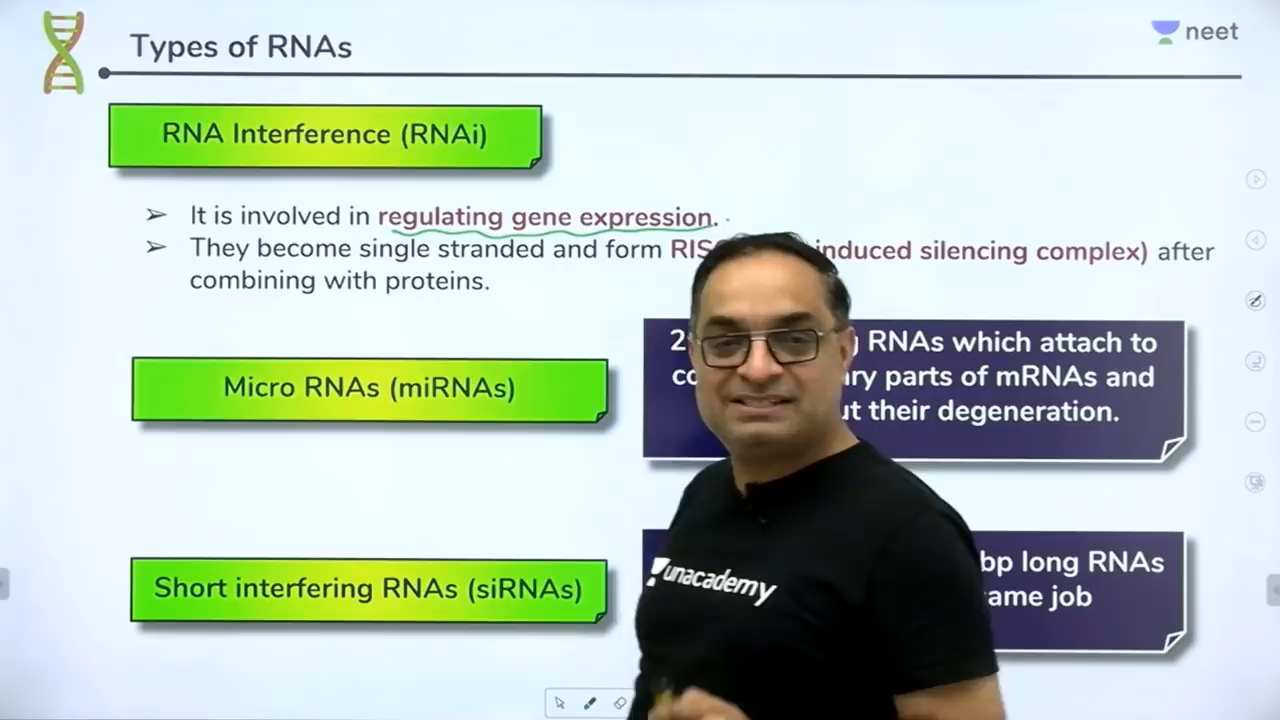 Types of RNAs
neet
RNA Interference (RNAi)
➢ It is involved in regulating gene expression.
➢ They become single stranded and form RIS induced silencing complex) after
combining with proteins.
RNAs which attach to
parts of mRNAs and
their degeneration.
Micro RNAs (miRNAs)
bp long RNAs
job
Short interfering RNAs (siRNAs)
unacademy